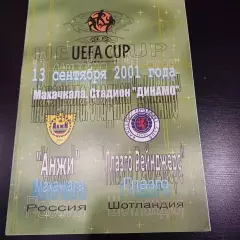 UEFA CUP
13 сентября 2001 года.
Махачкала. Стадион "ДИНАМО"
"Анжи"
Махачкала
Россия
"Глазго Рейнджерс"
Глазго
Шотландия